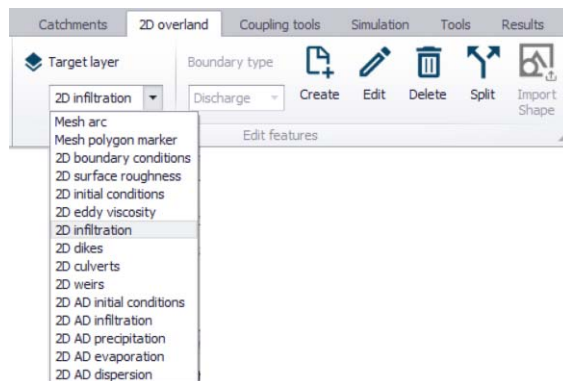 Catchments 2D overland Coupling tools Simulation Tools Results
Target layer
Boundary type
2D infiltration
Discharge
Create
Edit
Delete
Split
Import
Shape
Edit features
Mesh arc
Mesh polygon marker
2D boundary conditions
2D surface roughness
2D initial conditions
2D eddy viscosity
2D infiltration
2D dikes
2D culverts
2D weirs
2D AD initial conditions
2D AD infiltration
2D AD precipitation
2D AD evaporation
2D AD dispersion